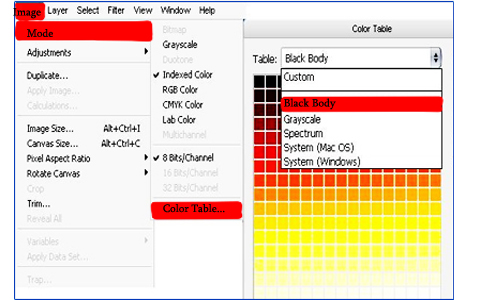 Image Layer Select Filter View Window Help
Mode
Adjustments
Duplicate...
Apply Image...
Calculations...
Image Size... Alt+Ctrl+I
Canvas Size... Alt+Ctrl+C
Pixel Aspect Ratio
Rotate Canvas
Crop
Trim...
Reveal All
Variables
Apply Data Set...
Trap...
Bitmap
Grayscale
Duotone
Indexed Color
RGB Color
CMYK Color
Lab Color
Multichannel
8 Bits/Channel
16 Bits/Channel
32 Bits/Channel
Color Table...
Color Table
Table: Black Body
Custom
Black Body
Grayscale
Spectrum
System (Mac OS)
System (Windows)